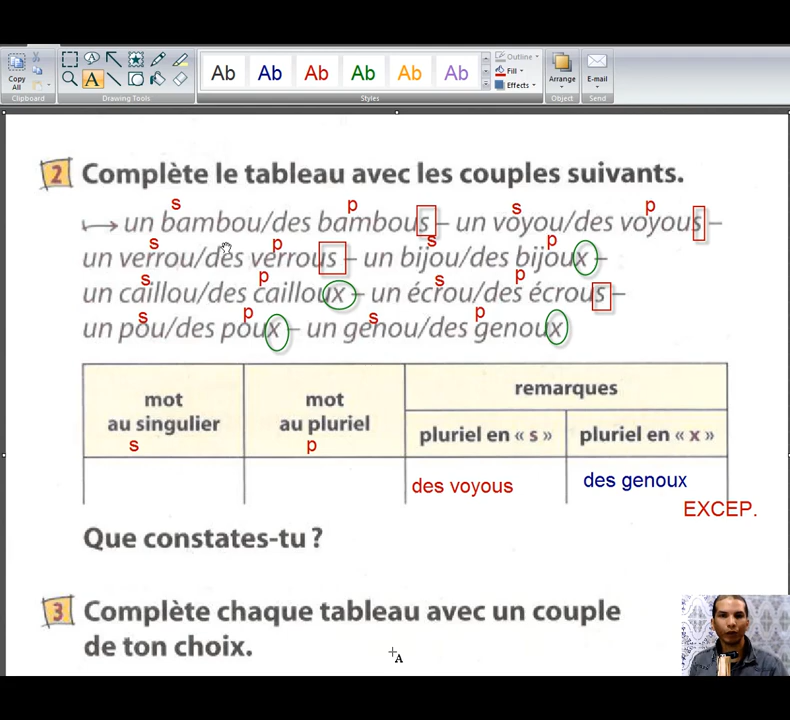 Copy
All
Clipboard
Drawing Tools
Ab Ab Ab Ab Ab Ab
Styles
Outline
Fill
Effects
Arrange
Object
E-mail
Send
2 Complète le tableau avec les couples suivants.
s p s p
un bambou/des bambous – un voyou/des voyous –
s p s p
un verrou/des verrous – un bijou/des bijoux –
s p s p
un caillou/des cailloux – un écrou/des écrous –
s p s p
un pou/des poux – un genou/des genoux
mot
au singulier
s
mot
au pluriel
p
remarques
pluriel en « s »
pluriel en « x »
des voyous
des genoux
EXCEP.
Que constates-tu ?
3 Complète chaque tableau avec un couple
de ton choix.
A